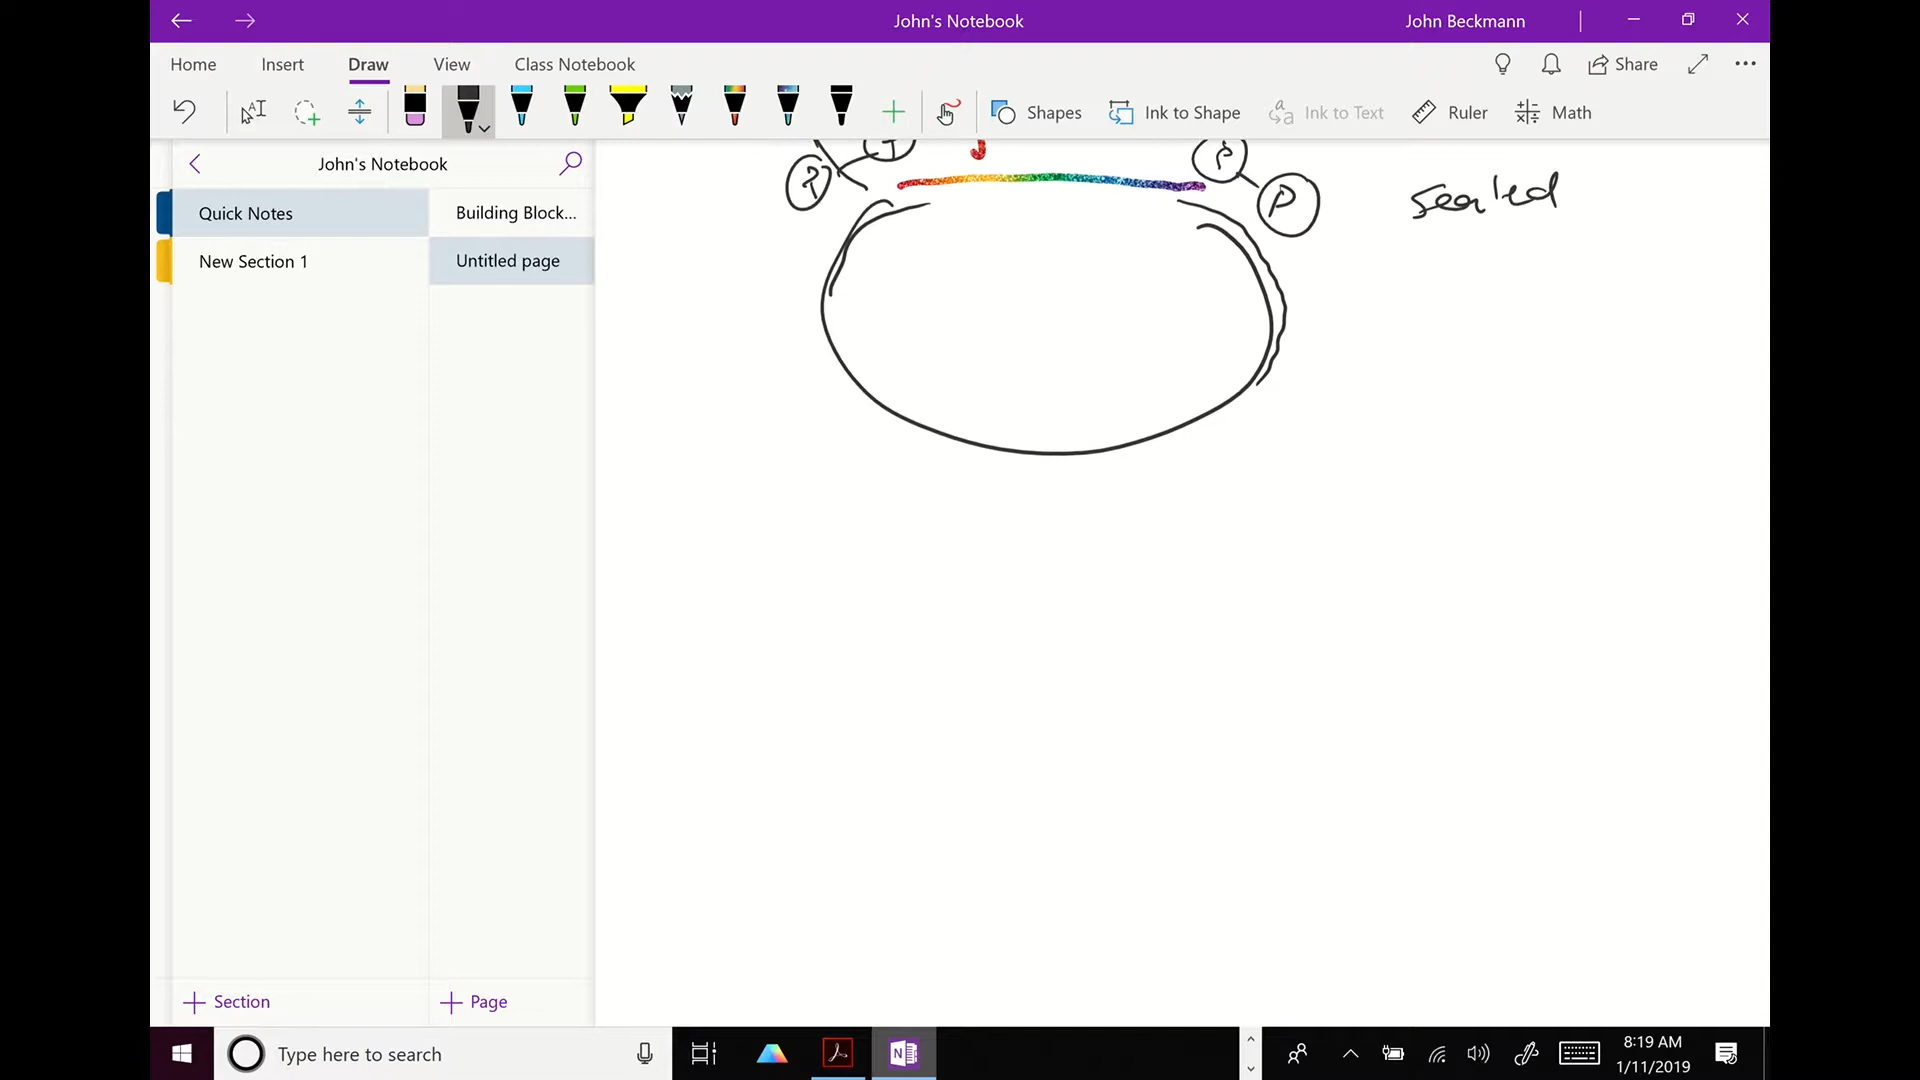 John's Notebook
John Beckmann
Home
Insert
Draw
View
Class Notebook
Share
Shapes
Ink to Shape
Ink to Text
Ruler
Math
John's Notebook
Quick Notes
Building Block...
New Section 1
Untitled page
P
P
sealed
Section
Page
Type here to search
8:19 AM
1/11/2019